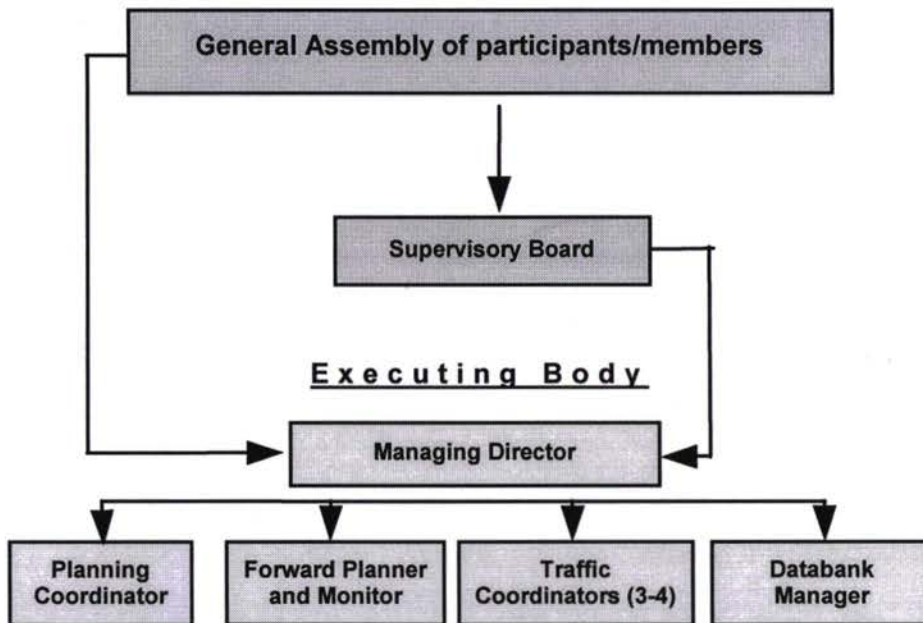 General Assembly of participants/members
Supervisory Board
Executing Body
Managing Director
Planning
Coordinator
Forward Planner
and Monitor
Traffic
Coordinators (3-4)
Databank
Manager